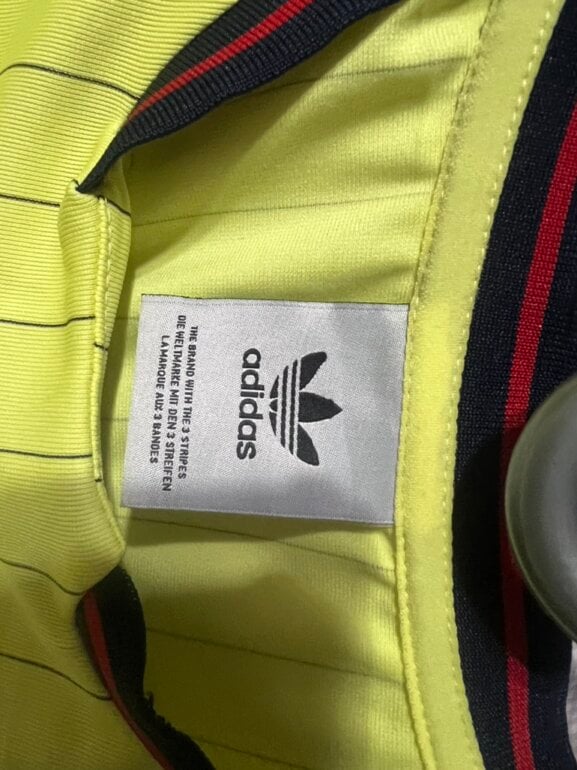 adidas
THE BRAND WITH THE 3 STRIPES
DIE WELTMARKE MIT DEN 3 STREIFEN
LA MARQUE AUX 3 BANDES